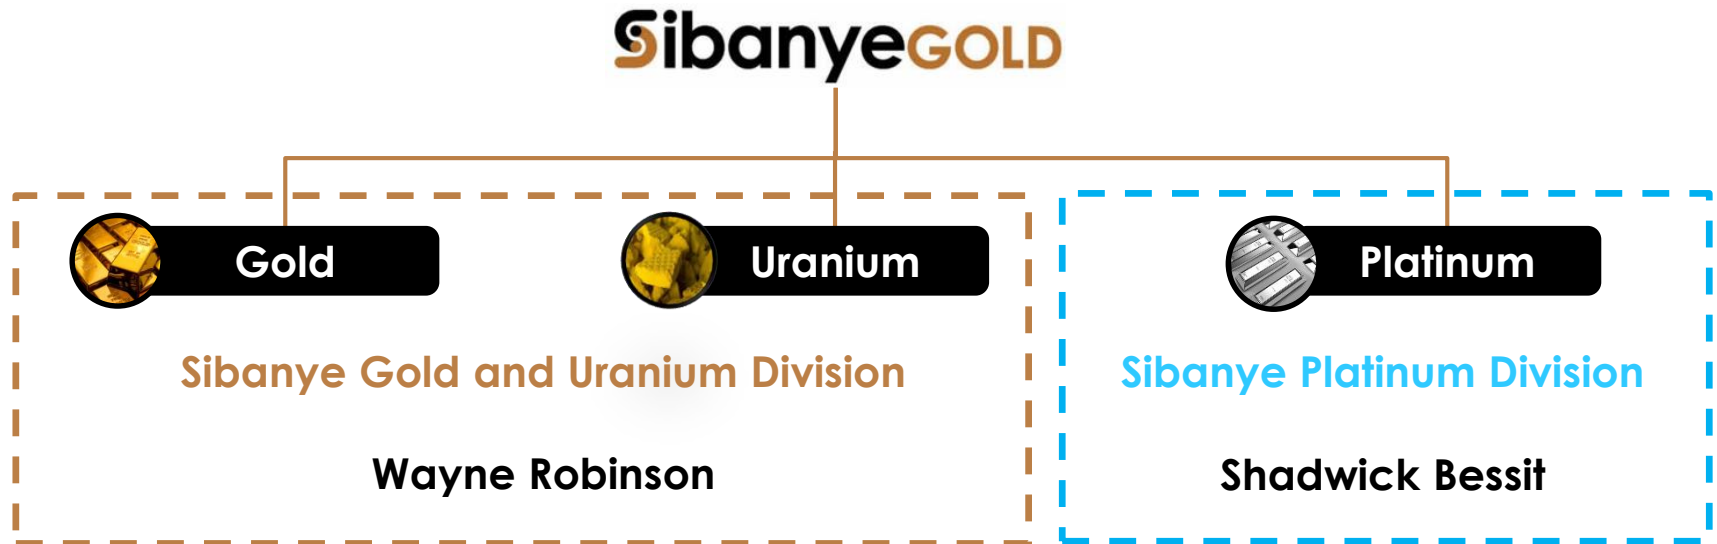 SibanyeGOLD
Gold
Uranium
Platinum
Sibanye Gold and Uranium Division
Sibanye Platinum Division
Wayne Robinson
Shadwick Bessit